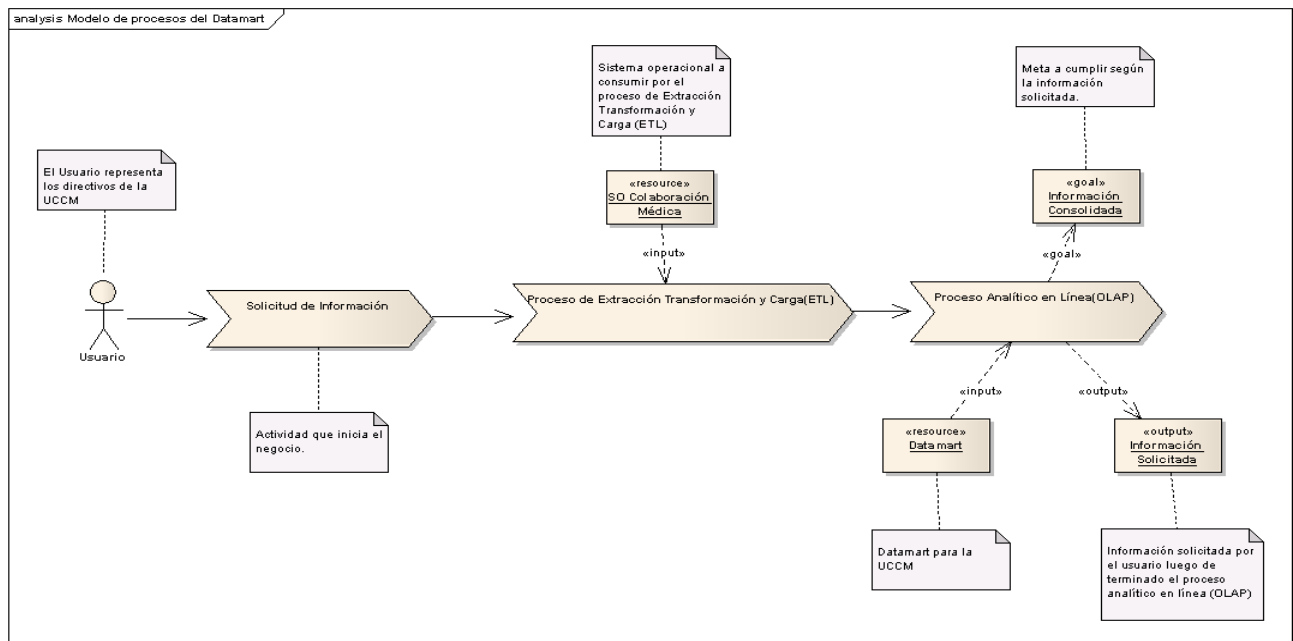 analysis Modelo de procesos del Datamart
Sistema operacional a
consumir por el
proceso de Extracción
Transformación y
Carga (ETL)
Meta a cumplir según
la información
solicitada.
El Usuario representa
los directivos de la
UCCM
«resource»
SO Colaboración
Médica
«goal»
Información
Consolidada
«input»
«goal»
Solicitud de Información
Proceso de Extracción Transformación y Carga(ETL)
Proceso Analítico en Línea(OLAP)
Usuario
«input»
«output»
Actividad que inicia el
negocio.
«resource»
Datamart
«output»
Información
Solicitada
Datamart para la
UCCM
Información solicitada por
el usuario luego de
terminado el proceso
analítico en línea (OLAP)